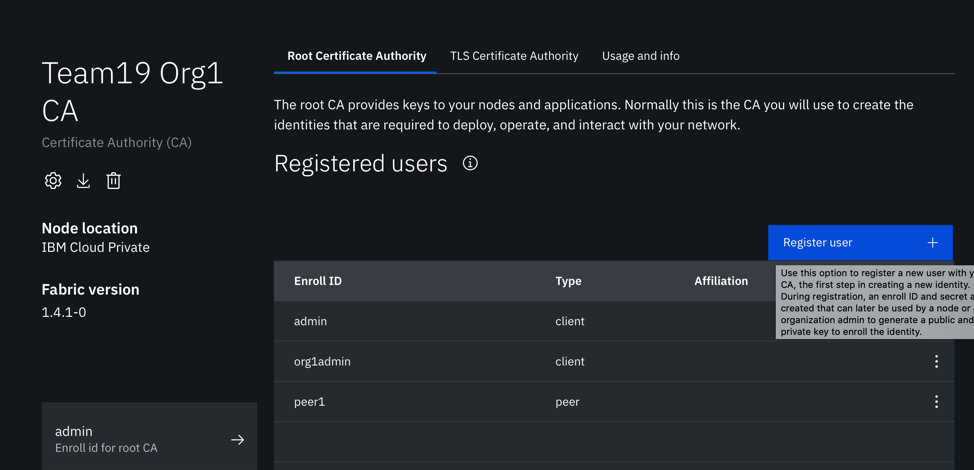 Team19 Org1
CA
Certificate Authority (CA)
Node location
IBM Cloud Private
Fabric version
1.4.1-0
admin
Enroll id for root CA
Root Certificate Authority
TLS Certificate Authority
Usage and info
The root CA provides keys to your nodes and applications. Normally this is the CA you will use to create the
identities that are required to deploy, operate, and interact with your network.
Registered users
Register user
Use this option to register a new user with
CA, the first step in creating a new identity.
During registration, an enroll ID and secret
created that can later be used by a node or
organization admin to generate a public and
private key to enroll the identity.
Enroll ID Type Affiliation
admin client
org1admin client
peer1 peer